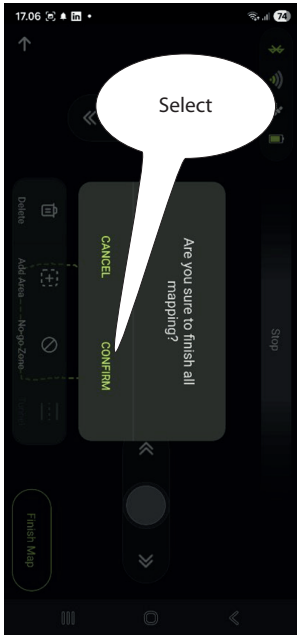 17.06
74
Select
Stop
Are you sure to finish all
mapping?
CANCEL
CONFIRM
Delete
Add Area
No-go Zone
Finish Map